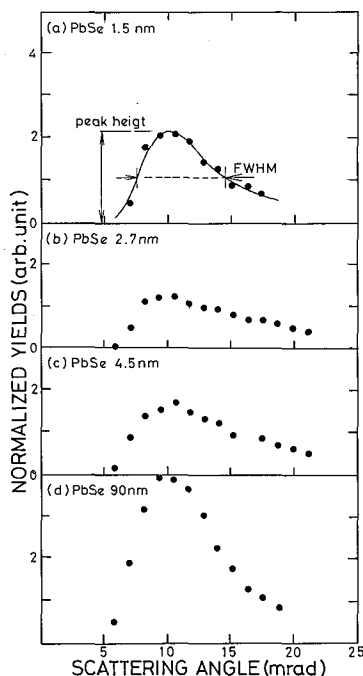 (a) PbSe 1.5 nm
4
peak heigt
2
FWHM
0
(b) PbSe 2.7nm
2
0
(c) PbSe 4.5nm
2
0
(d) PbSe 90nm
2
0
5
10
15
20
25
NORMALIZED YIELDS (arb.unit)
SCATTERING ANGLE (mrad)